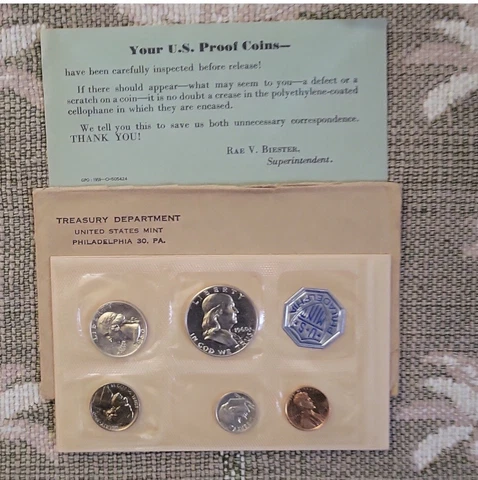 Your U.S. Proof Coins—
have been carefully inspected before release!
If there should appear—what may seem to you—a defect or a
scratch on a coin—it is no doubt a crease in the polyethylene-coated
cellophane in which they are encased.
We tell you this to save us both unnecessary correspondence.
THANK YOU!
RAE V. BIESTER,
Superintendent.
TREASURY DEPARTMENT
UNITED STATES MINT
PHILADELPHIA 30, PA.
LIBERTY
1960
IN GOD WE
LIBERTY
PHILADELPHIA
U.S.